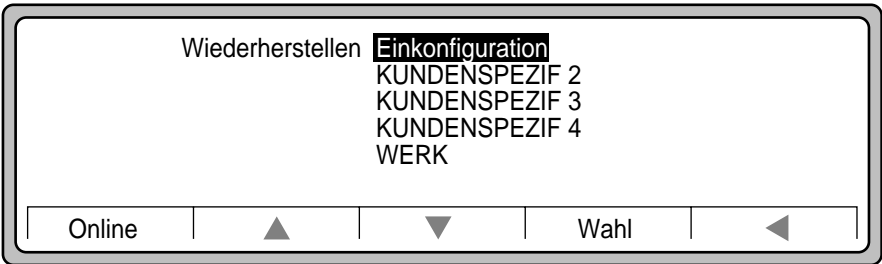 Wiederherstellen Einkonfiguration
KUNDENSPEZIF 2
KUNDENSPEZIF 3
KUNDENSPEZIF 4
WERK
Online Wahl